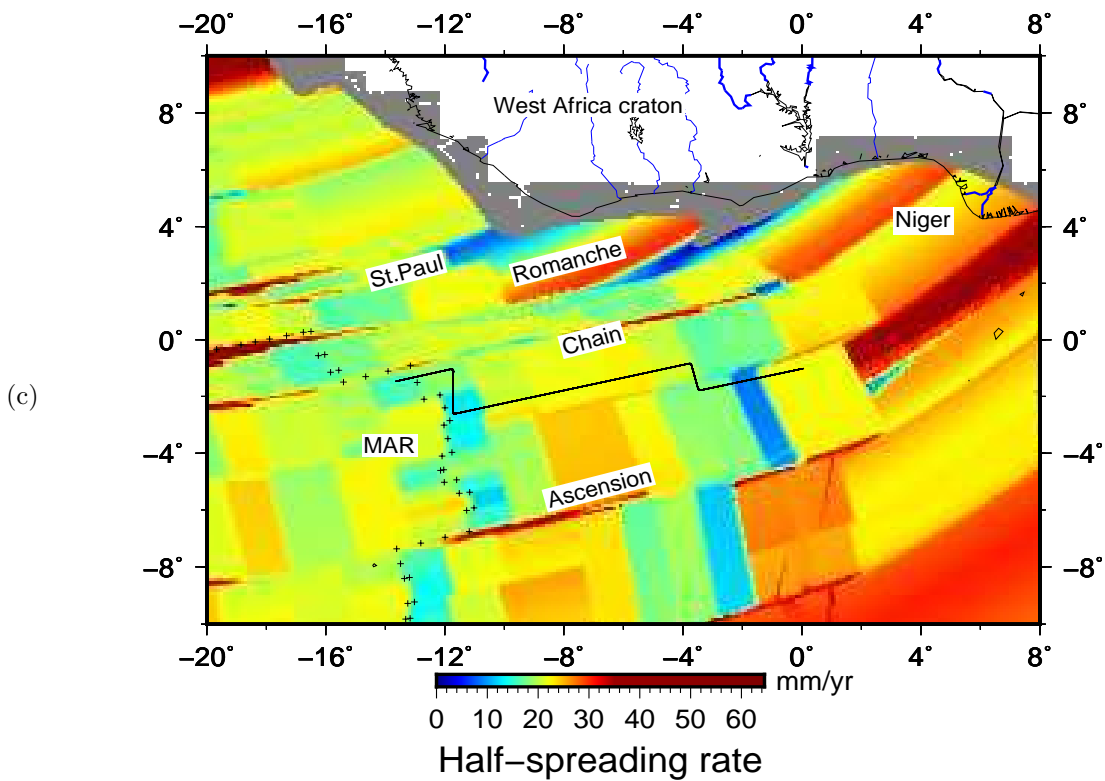 −20° −16° −12° −8° −4° 0° 4° 8°
West Africa craton
8° 8°
Niger
4° 4°
St.Paul Romanche
0° 0°
Chain
(c)
MAR
−4° −4°
Ascension
−8° −8°
−20° −16° −12° −8° −4° 0° 4° 8°
mm/yr
0 10 20 30 40 50 60
Half−spreading rate